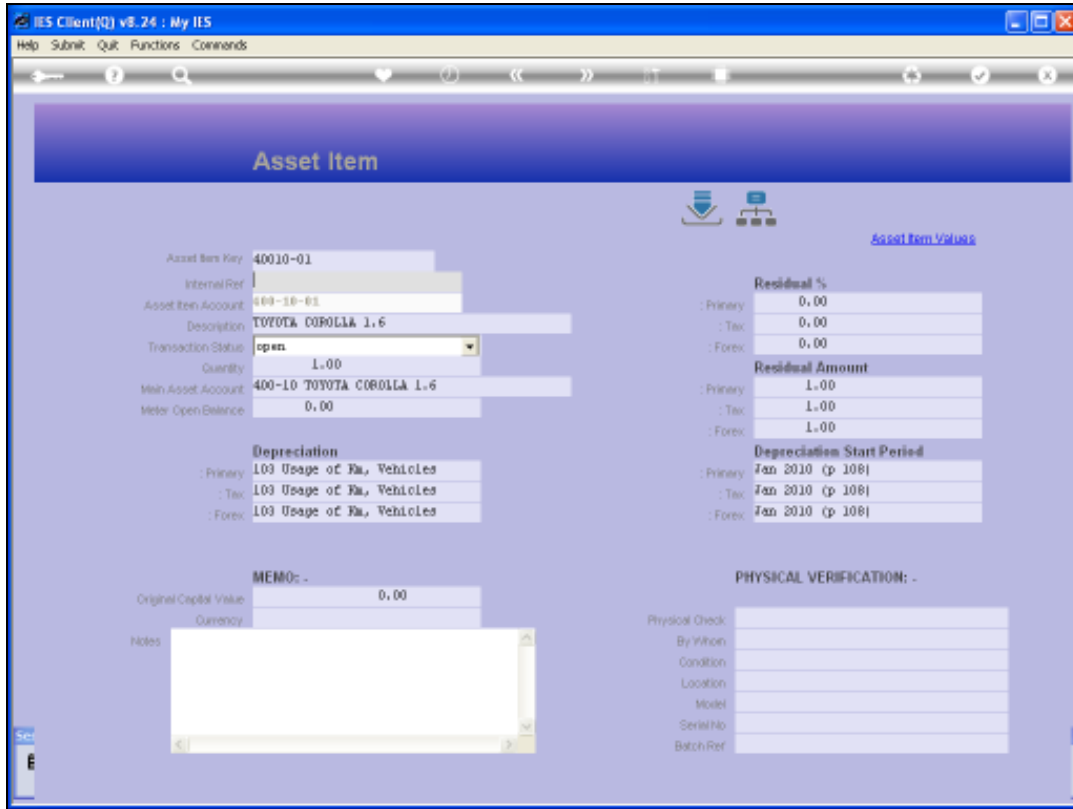 IES Client(Q) v8.24 : My IES
Help Submit Quit Functions Commands
Asset Item
Asset Item Values
Asset Item Key 40010-01
Internal Ref
Asset Item Account 400-10-01
Description TOYOTA COROLLA 1.6
Transaction Status open
Quantity 1.00
Main Asset Account 400-10 TOYOTA COROLLA 1.6
Meter Open Balance 0.00
Residual %
: Primary 0.00
: Tax 0.00
: Forex 0.00
Residual Amount
: Primary 1.00
: Tax 1.00
: Forex 1.00
Depreciation
: Primary 103 Usage of Km, Vehicles
: Tax 103 Usage of Km, Vehicles
: Forex 103 Usage of Km, Vehicles
Depreciation Start Period
: Primary Jan 2010 (p 108)
: Tax Jan 2010 (p 108)
: Forex Jan 2010 (p 108)
MEMO: -
Original Capital Value 0.00
Currency
Notes
PHYSICAL VERIFICATION: -
Physical Check
By Whom
Condition
Location
Model
Serial No
Batch Ref